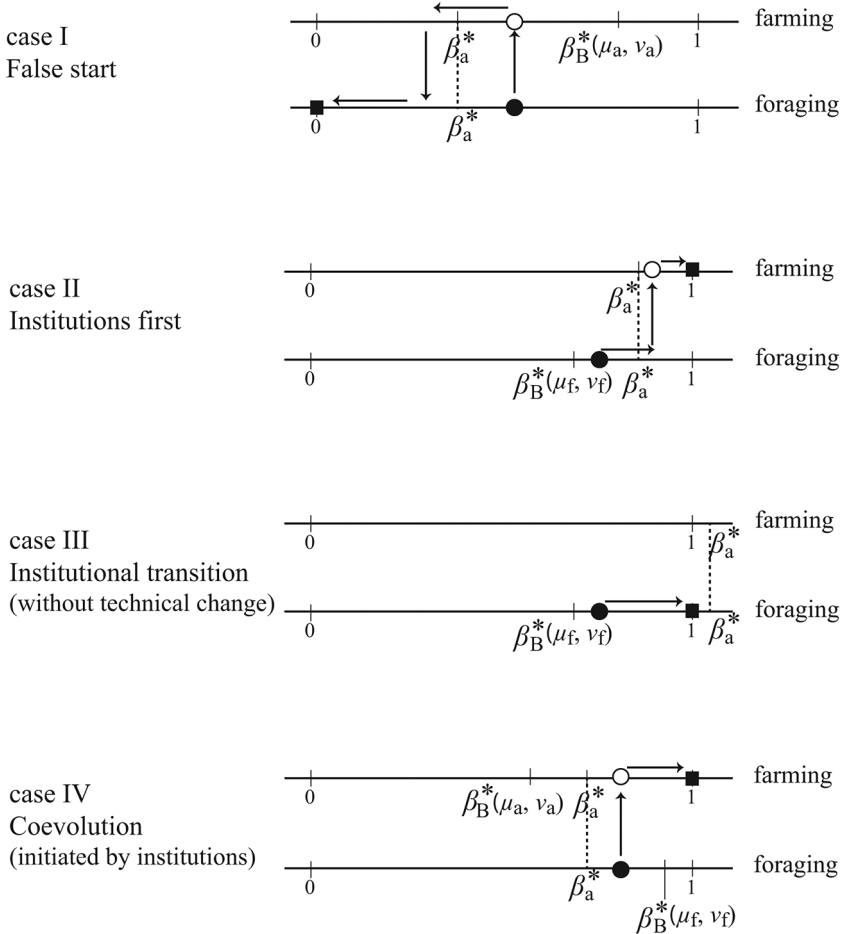 case I
False start
0
β*a
β*B(μa, νa)
1
farming
0
β*a
1
foraging
case II
Institutions first
0
β*a
1
farming
0
β*B(μf, νf)
β*a
1
foraging
case III
Institutional transition
(without technical change)
0
1
β*a
farming
0
β*B(μf, νf)
1
β*a
foraging
case IV
Coevolution
(initiated by institutions)
0
β*B(μa, νa)
β*a
1
farming
0
β*a
β*B(μf, νf)
1
foraging